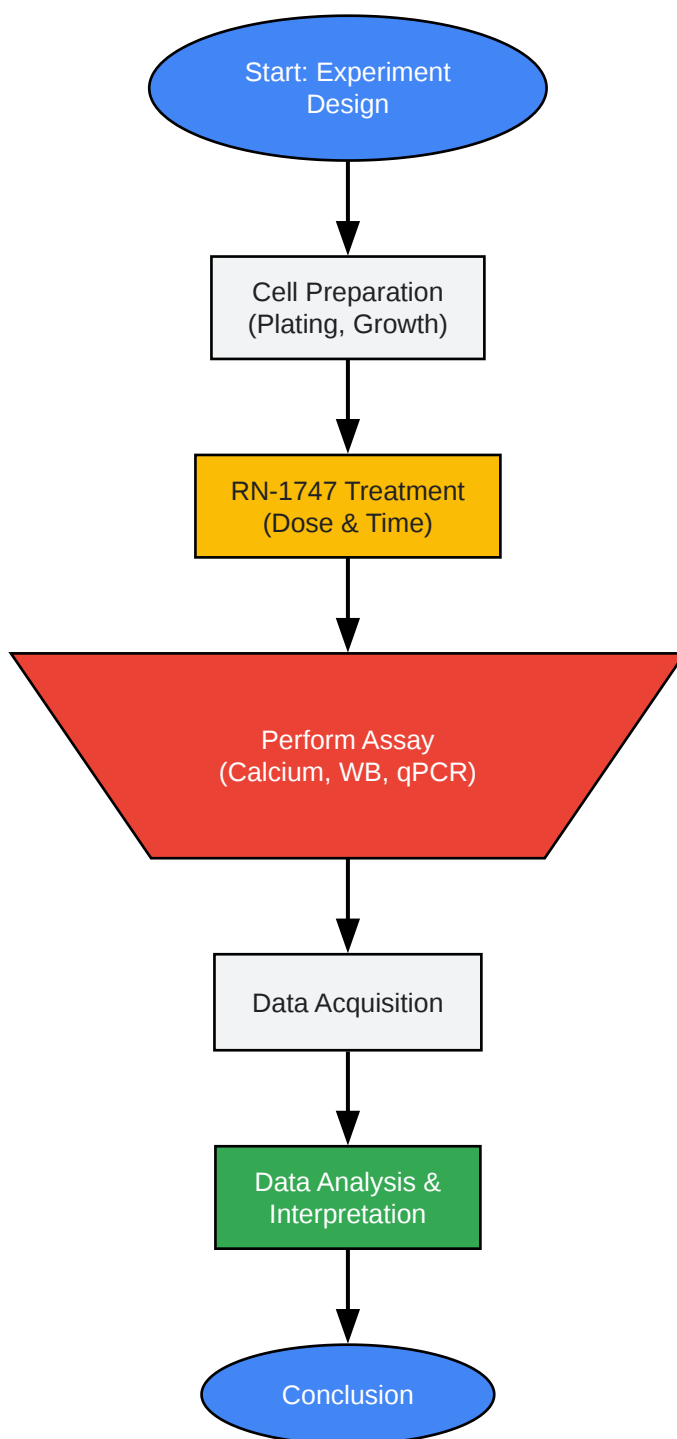 Start: Experiment
Design
Cell Preparation
(Plating, Growth)
RN-1747 Treatment
(Dose & Time)
Perform Assay
(Calcium, WB, qPCR)
Data Acquisition
Data Analysis &
Interpretation
Conclusion